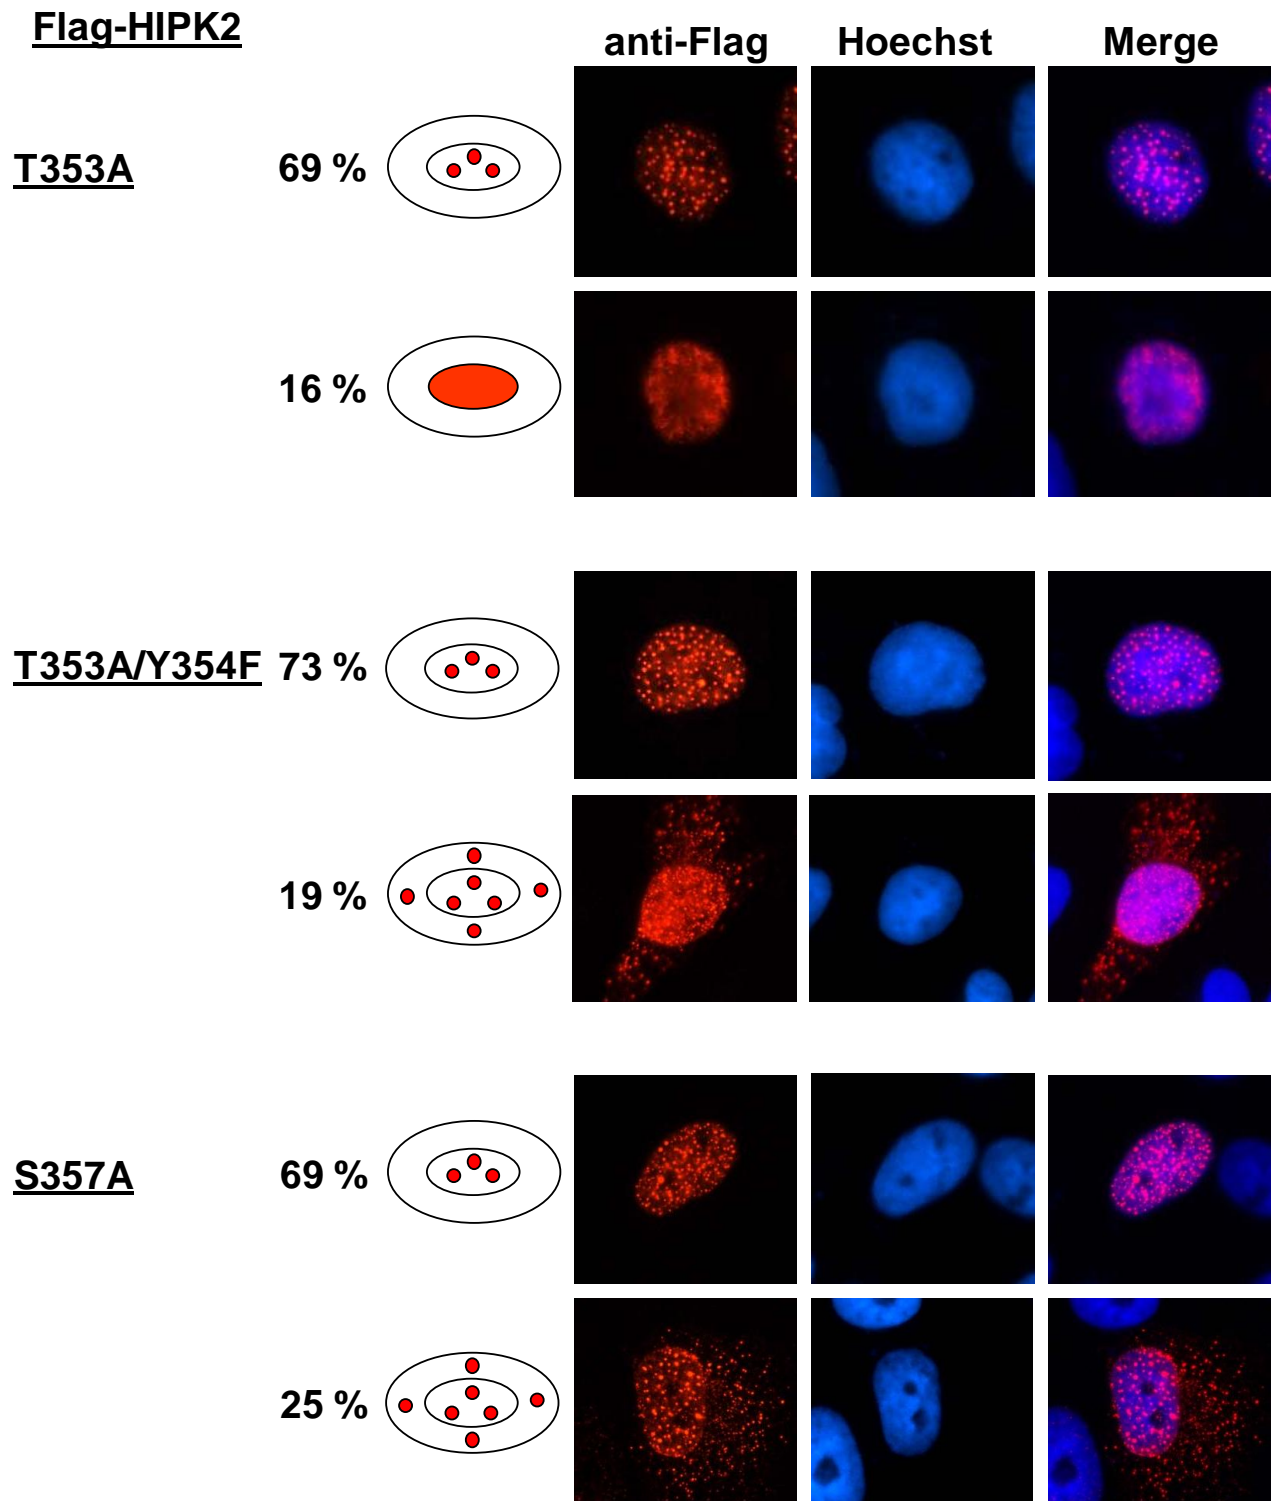 Flag-HIPK2
anti-Flag Hoechst Merge
T353A 69 %
16 %
T353A/Y354F 73 %
19 %
S357A 69 %
25 %